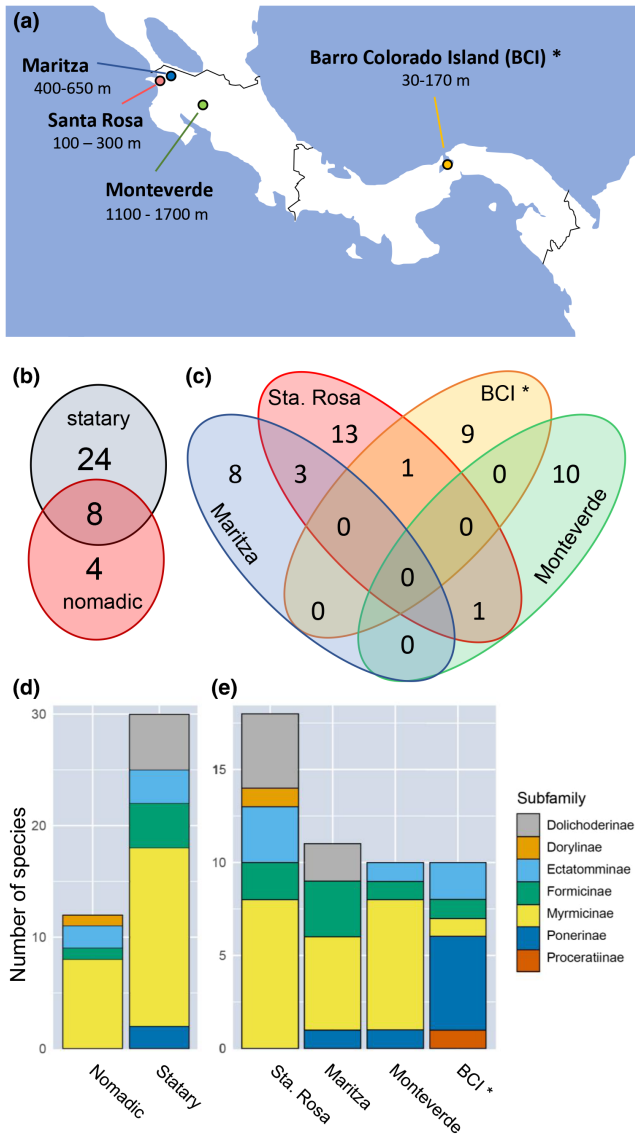 (a)
Maritza
400-650 m
Santa Rosa
100 – 300 m
Monteverde
1100 - 1700 m
Barro Colorado Island (BCI) *
30-170 m
(b)
statary
24
8
4
nomadic
(c)
Sta. Rosa
BCI *
13
9
8
3
1
0
10
Maritza
0
0
Monteverde
0
0
1
0
(d)
Number of species
30
20
10
0
Nomadic
Statary
(e)
15
10
5
0
Sta. Rosa
Maritza
Monteverde
BCI *
Subfamily
Dolichoderinae
Dorylinae
Ectatomminae
Formicinae
Myrmicinae
Ponerinae
Proceratiinae